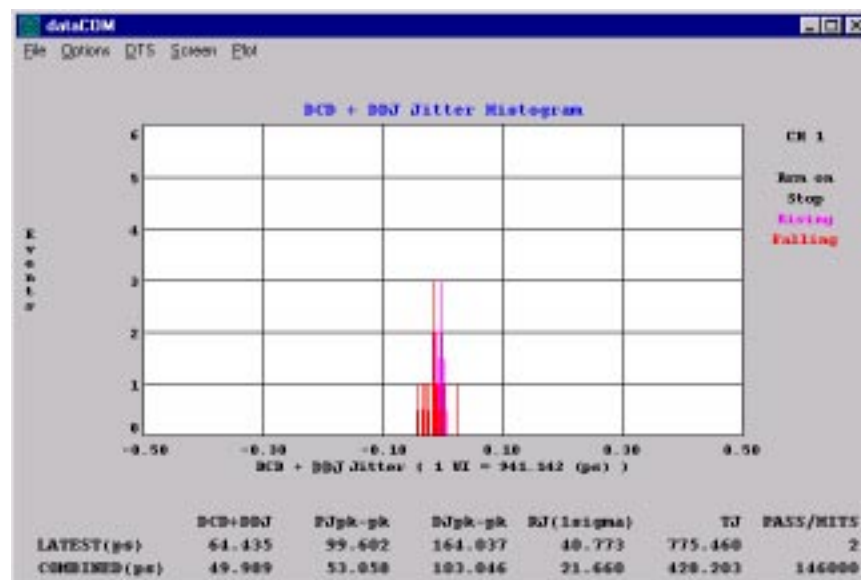 dataCOM
File Options DTS Screen Plot
DCD + DDJ Jitter Histogram
6
5
4
3
2
1
0
Events
CH 1
Arm on
Stop
Rising
Falling
-0.50 -0.30 -0.10 0.10 0.30 0.50
DCD + DDJ Jitter ( 1 UI = 941.142 (ps) )
DCD+DDJ PJpk-pk DJpk-pk RJ(1sigma) TJ PASS/HITS
LATEST(ps) 64.435 99.602 164.037 40.773 775.460 2
COMBINED(ps) 49.989 53.058 103.046 21.660 428.203 146000